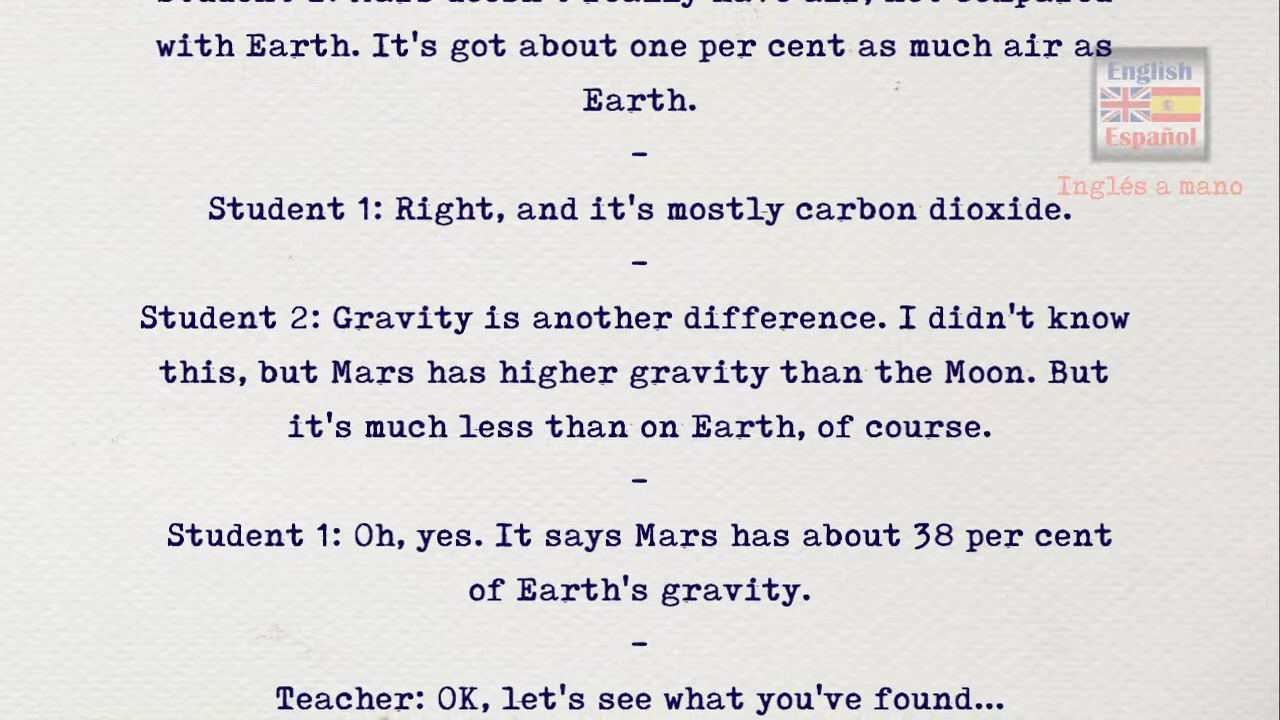 with Earth. It's got about one per cent as much air as
Earth.
-
Student 1: Right, and it's mostly carbon dioxide.
-
Student 2: Gravity is another difference. I didn't know
this, but Mars has higher gravity than the Moon. But
it's much less than on Earth, of course.
-
Student 1: Oh, yes. It says Mars has about 38 per cent
of Earth's gravity.
-
Teacher: OK, let's see what you've found...
English
Español
Inglés a mano